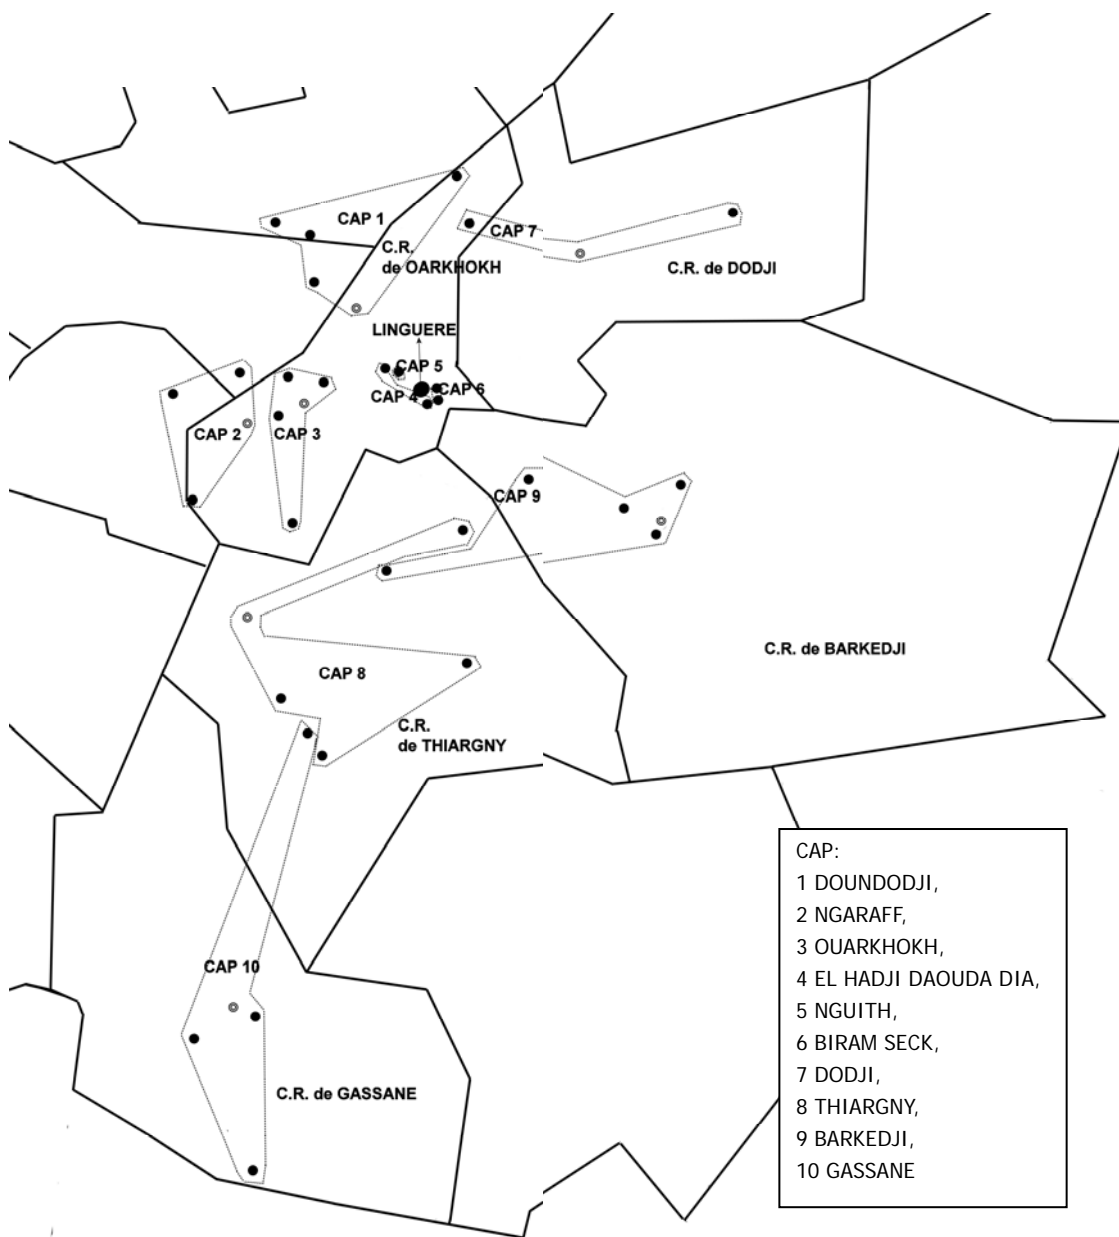 CAP 1
C.R.
de OARKHOKH
CAP 7
C.R. de DODJI
LINGUERE
CAP 5
CAP 4
CAP 6
CAP 2
CAP 3
CAP 9
C.R. de BARKEDJI
CAP 8
C.R.
de THIARGNY
CAP 10
C.R. de GASSANE
CAP:
1 DOUNDODJI,
2 NGARAFF,
3 OUARKHOKH,
4 EL HADJI DAOUDA DIA,
5 NGUITH,
6 BIRAM SECK,
7 DODJI,
8 THIARGNY,
9 BARKEDJI,
10 GASSANE